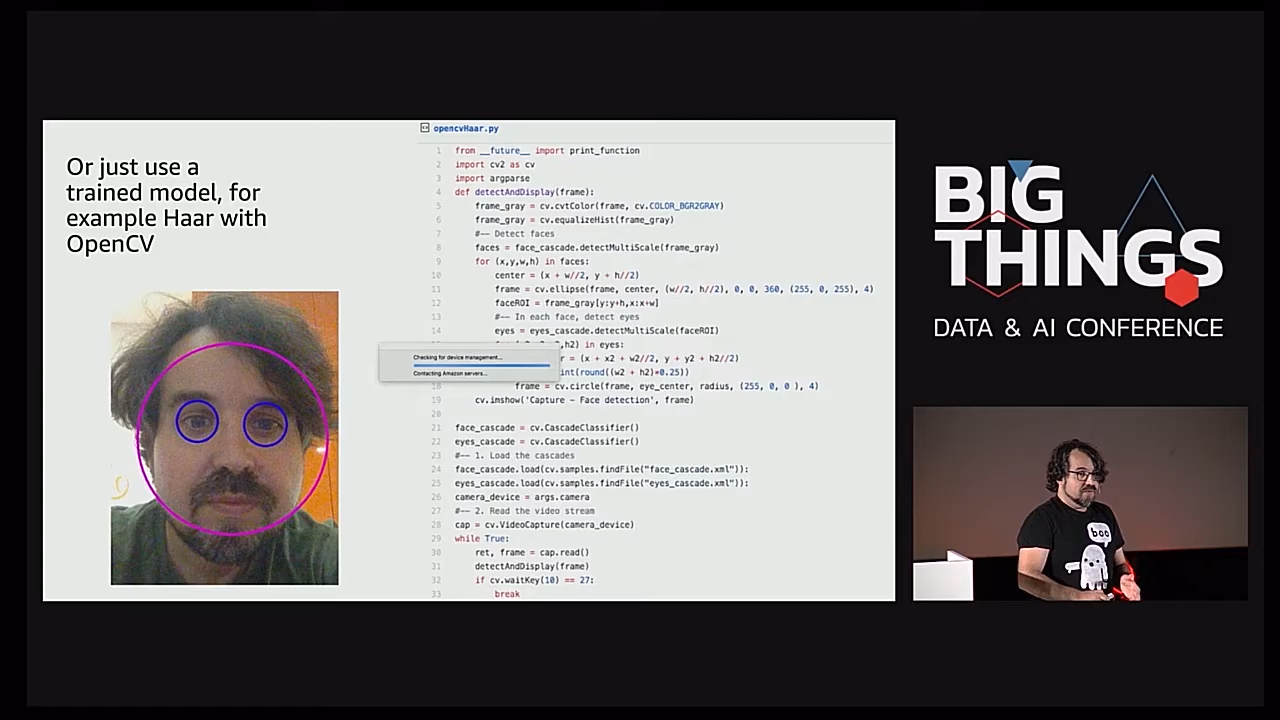 Or just use a
trained model, for
example Haar with
OpenCV
opencvHaar.py
1 from __future__ import print_function
2 import cv2 as cv
3 import argparse
4 def detectAndDisplay(frame):
5 frame_gray = cv.cvtColor(frame, cv.COLOR_BGR2GRAY)
6 frame_gray = cv.equalizeHist(frame_gray)
7 #-- Detect faces
8 faces = face_cascade.detectMultiScale(frame_gray)
9 for (x,y,w,h) in faces:
10 center = (x + w//2, y + h//2)
11 frame = cv.ellipse(frame, center, (w//2, h//2), 0, 0, 360, (255, 0, 255), 4)
12 faceROI = frame_gray[y:y+h,x:x+w]
13 #-- In each face, detect eyes
14 eyes = eyes_cascade.detectMultiScale(faceROI)
,h2) in eyes:
r = (x + x2 + w2//2, y + y2 + h2//2)
int(round((w2 + h2)*0.25))
18 frame = cv.circle(frame, eye_center, radius, (255, 0, 0 ), 4)
19 cv.imshow('Capture - Face detection', frame)
20
21 face_cascade = cv.CascadeClassifier()
22 eyes_cascade = cv.CascadeClassifier()
23 #-- 1. Load the cascades
24 face_cascade.load(cv.samples.findFile("face_cascade.xml")):
25 eyes_cascade.load(cv.samples.findFile("eyes_cascade.xml")):
26 camera_device = args.camera
27 #-- 2. Read the video stream
28 cap = cv.VideoCapture(camera_device)
29 while True:
30 ret, frame = cap.read()
31 detectAndDisplay(frame)
32 if cv.waitKey(10) == 27:
33 break
Checking for device management...
Contacting Amazon servers...
BIG
THINGS
DATA & AI CONFERENCE
boo